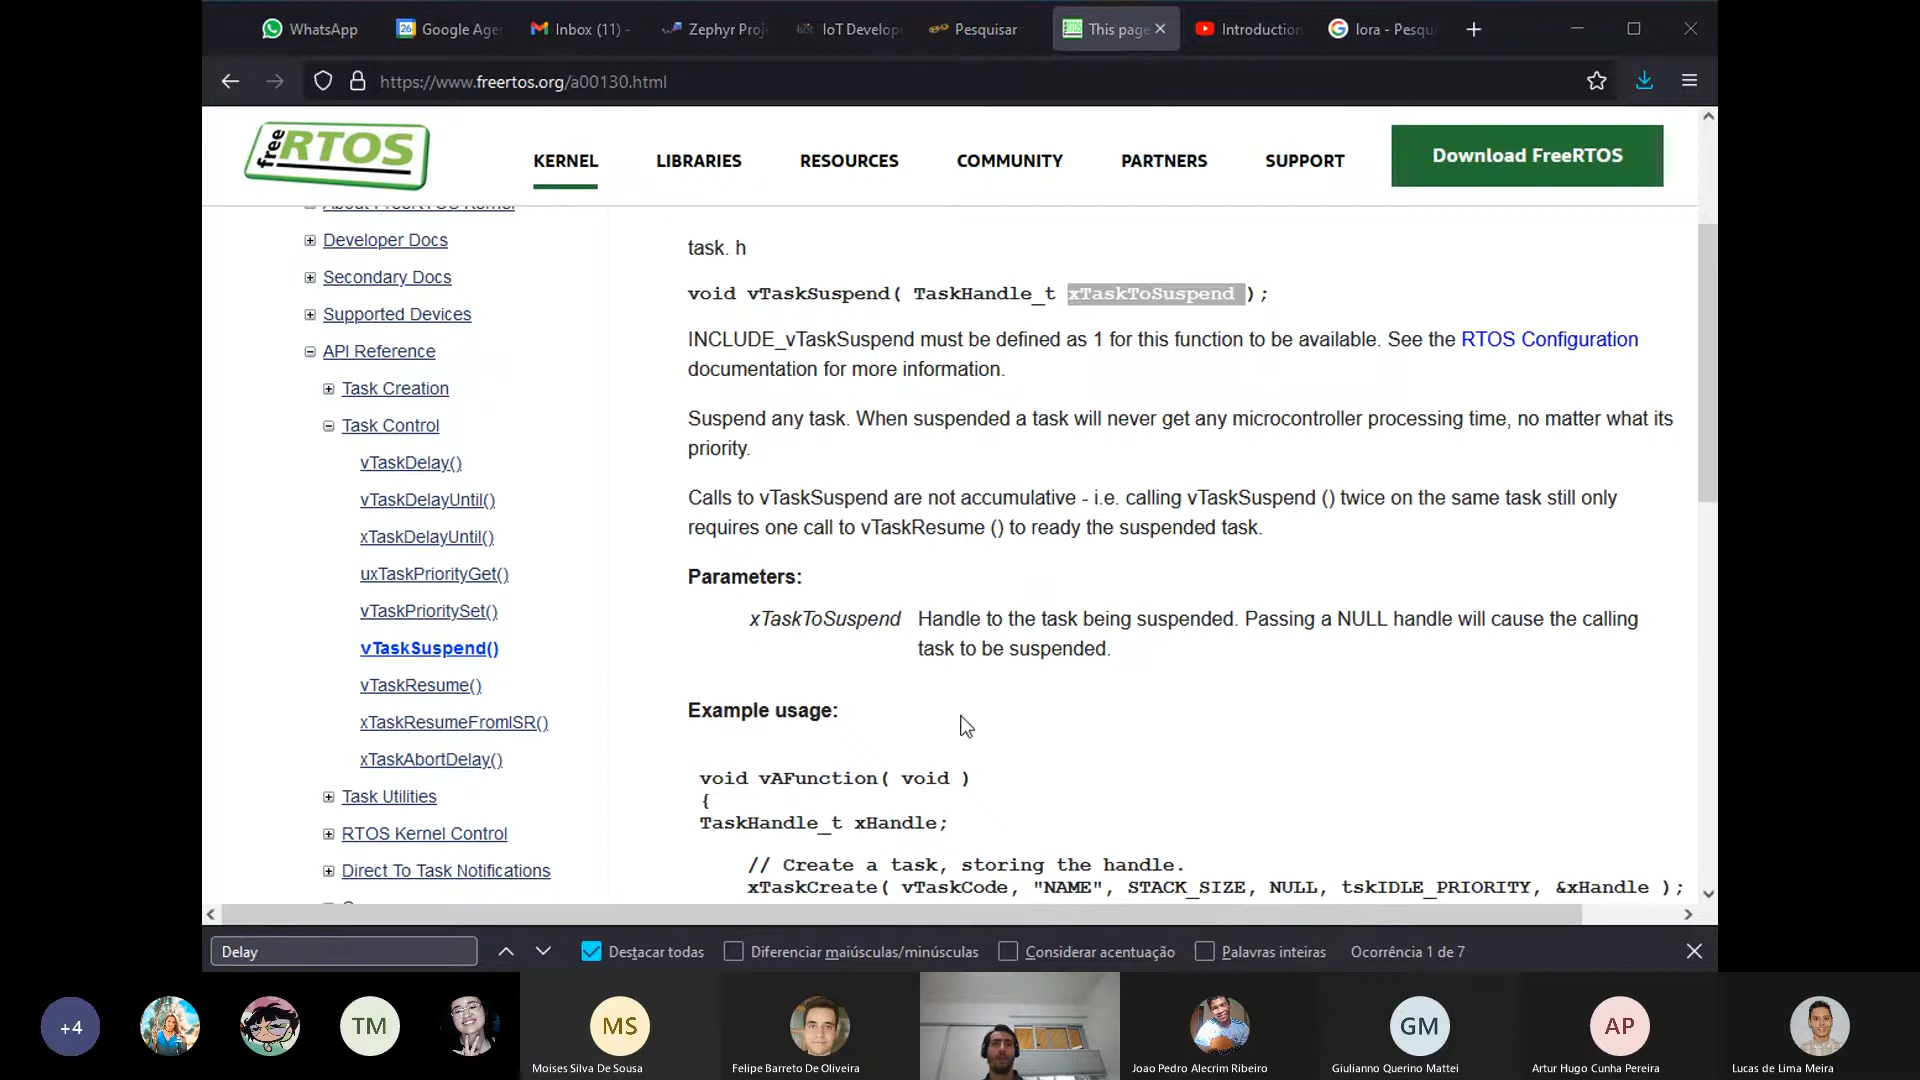 WhatsApp
26
Google Age
Inbox (11) -
Zephyr Proj
IoT Develop
Pesquisar
This page
Introduction
lora - Pesqu
https://www.freertos.org/a00130.html
free RTOS
KERNEL
LIBRARIES
RESOURCES
COMMUNITY
PARTNERS
SUPPORT
Download FreeRTOS
About FreeRTOS Kernel
Developer Docs
Secondary Docs
Supported Devices
API Reference
Task Creation
Task Control
vTaskDelay()
vTaskDelayUntil()
xTaskDelayUntil()
uxTaskPriorityGet()
vTaskPrioritySet()
vTaskSuspend()
vTaskResume()
xTaskResumeFromISR()
xTaskAbortDelay()
Task Utilities
RTOS Kernel Control
Direct To Task Notifications
task. h
void vTaskSuspend( TaskHandle_t xTaskToSuspend );
INCLUDE_vTaskSuspend must be defined as 1 for this function to be available. See the RTOS Configuration
documentation for more information.
Suspend any task. When suspended a task will never get any microcontroller processing time, no matter what its
priority.
Calls to vTaskSuspend are not accumulative - i.e. calling vTaskSuspend () twice on the same task still only
requires one call to vTaskResume () to ready the suspended task.
Parameters:
xTaskToSuspend Handle to the task being suspended. Passing a NULL handle will cause the calling
task to be suspended.
Example usage:
void vAFunction( void )
{
TaskHandle_t xHandle;
// Create a task, storing the handle.
xTaskCreate( vTaskCode, "NAME", STACK_SIZE, NULL, tskIDLE_PRIORITY, &xHandle );
Delay
Destacar todas
Diferenciar maiúsculas/minúsculas
Considerar acentuação
Palavras inteiras
Ocorrência 1 de 7
+4
TM
MS
GM
AP
Moises Silva De Sousa
Felipe Barreto De Oliveira
Joao Pedro Alecrim Ribeiro
Giulianno Querino Mattei
Artur Hugo Cunha Pereira
Lucas de Lima Meira